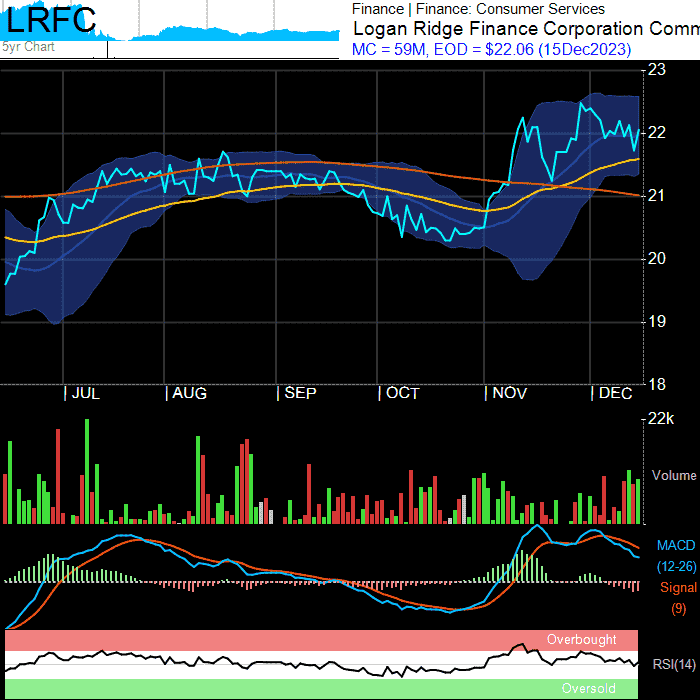 LRFC
5yr Chart
Finance | Finance: Consumer Services
Logan Ridge Finance Corporation Comm
MC = 59M, EOD = $22.06 (15Dec2023)
23
22
21
20
19
18
JUL AUG SEP OCT NOV DEC
22k
Volume
MACD
(12-26)
Signal
(9)
Overbought
RSI(14)
Oversold